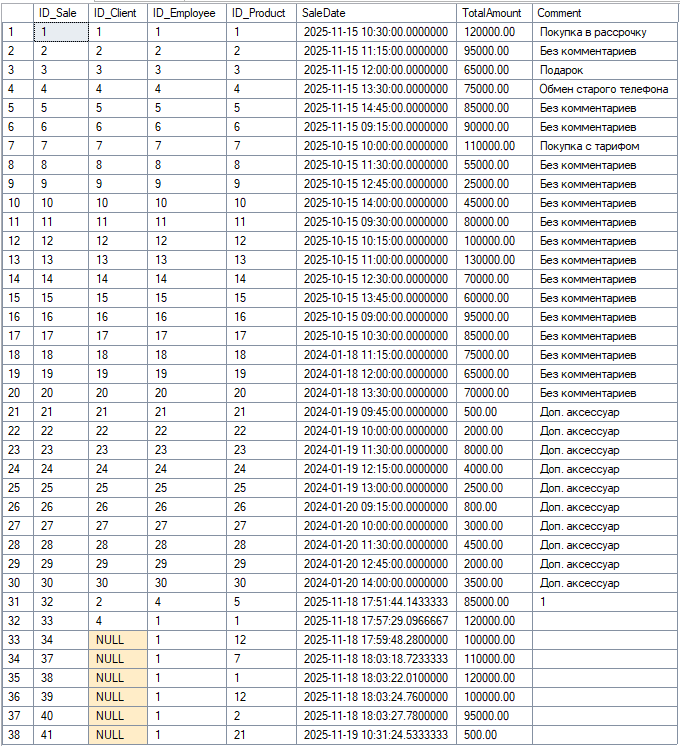 ID_Sale ID_Client ID_Employee ID_Product SaleDate TotalAmount Comment
1 1 1 1 1 2025-11-15 10:30:00.0000000 120000.00 Покупка в рассрочку
2 2 2 2 2 2025-11-15 11:15:00.0000000 95000.00 Без комментариев
3 3 3 3 3 2025-11-15 12:00:00.0000000 65000.00 Подарок
4 4 4 4 4 2025-11-15 13:30:00.0000000 75000.00 Обмен старого телефона
5 5 5 5 5 2025-11-15 14:45:00.0000000 85000.00 Без комментариев
6 6 6 6 6 2025-11-15 09:15:00.0000000 90000.00 Без комментариев
7 7 7 7 7 2025-10-15 10:00:00.0000000 110000.00 Покупка с тарифом
8 8 8 8 8 2025-10-15 11:30:00.0000000 55000.00 Без комментариев
9 9 9 9 9 2025-10-15 12:45:00.0000000 25000.00 Без комментариев
10 10 10 10 10 2025-10-15 14:00:00.0000000 45000.00 Без комментариев
11 11 11 11 11 2025-10-15 09:30:00.0000000 80000.00 Без комментариев
12 12 12 12 12 2025-10-15 10:15:00.0000000 100000.00 Без комментариев
13 13 13 13 13 2025-10-15 11:00:00.0000000 130000.00 Без комментариев
14 14 14 14 14 2025-10-15 12:30:00.0000000 70000.00 Без комментариев
15 15 15 15 15 2025-10-15 13:45:00.0000000 60000.00 Без комментариев
16 16 16 16 16 2025-10-15 09:00:00.0000000 95000.00 Без комментариев
17 17 17 17 17 2025-10-15 10:30:00.0000000 85000.00 Без комментариев
18 18 18 18 18 2024-01-18 11:15:00.0000000 75000.00 Без комментариев
19 19 19 19 19 2024-01-18 12:00:00.0000000 65000.00 Без комментариев
20 20 20 20 20 2024-01-18 13:30:00.0000000 70000.00 Без комментариев
21 21 21 21 21 2024-01-19 09:45:00.0000000 500.00 Доп. аксессуар
22 22 22 22 22 2024-01-19 10:00:00.0000000 2000.00 Доп. аксессуар
23 23 23 23 23 2024-01-19 11:30:00.0000000 8000.00 Доп. аксессуар
24 24 24 24 24 2024-01-19 12:15:00.0000000 4000.00 Доп. аксессуар
25 25 25 25 25 2024-01-19 13:00:00.0000000 2500.00 Доп. аксессуар
26 26 26 26 26 2024-01-20 09:15:00.0000000 800.00 Доп. аксессуар
27 27 27 27 27 2024-01-20 10:00:00.0000000 3000.00 Доп. аксессуар
28 28 28 28 28 2024-01-20 11:30:00.0000000 4500.00 Доп. аксессуар
29 29 29 29 29 2024-01-20 12:45:00.0000000 2000.00 Доп. аксессуар
30 30 30 30 30 2024-01-20 14:00:00.0000000 3500.00 Доп. аксессуар
31 32 2 4 5 2025-11-18 17:51:44.1433333 85000.00 1
32 33 4 1 1 2025-11-18 17:57:29.0966667 120000.00
33 34 NULL 1 12 2025-11-18 17:59:48.2800000 100000.00
34 37 NULL 1 7 2025-11-18 18:03:18.7233333 110000.00
35 38 NULL 1 1 2025-11-18 18:03:22.0100000 120000.00
36 39 NULL 1 12 2025-11-18 18:03:24.7600000 100000.00
37 40 NULL 1 2 2025-11-18 18:03:27.7800000 95000.00
38 41 NULL 1 21 2025-11-19 10:31:24.5333333 500.00